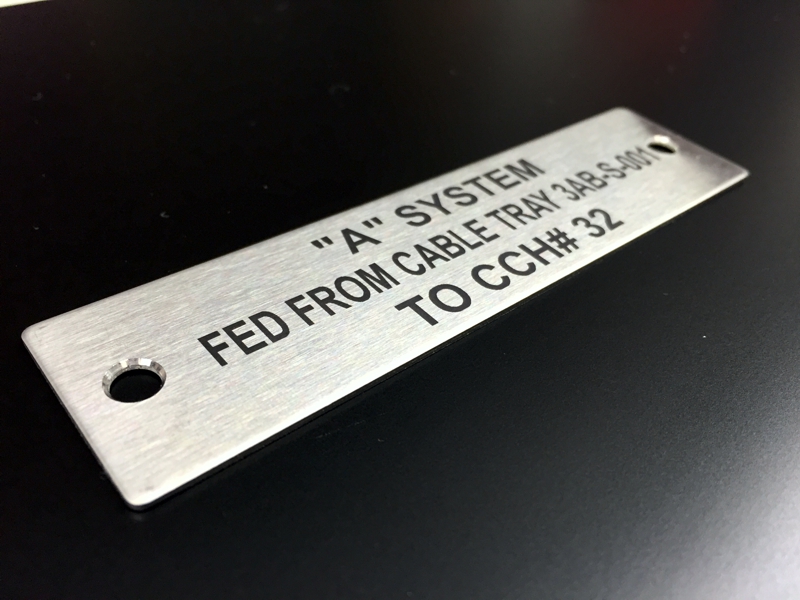 "A" SYSTEM
FED FROM CABLE TRAY 3AB-S-001
TO CCH# 32